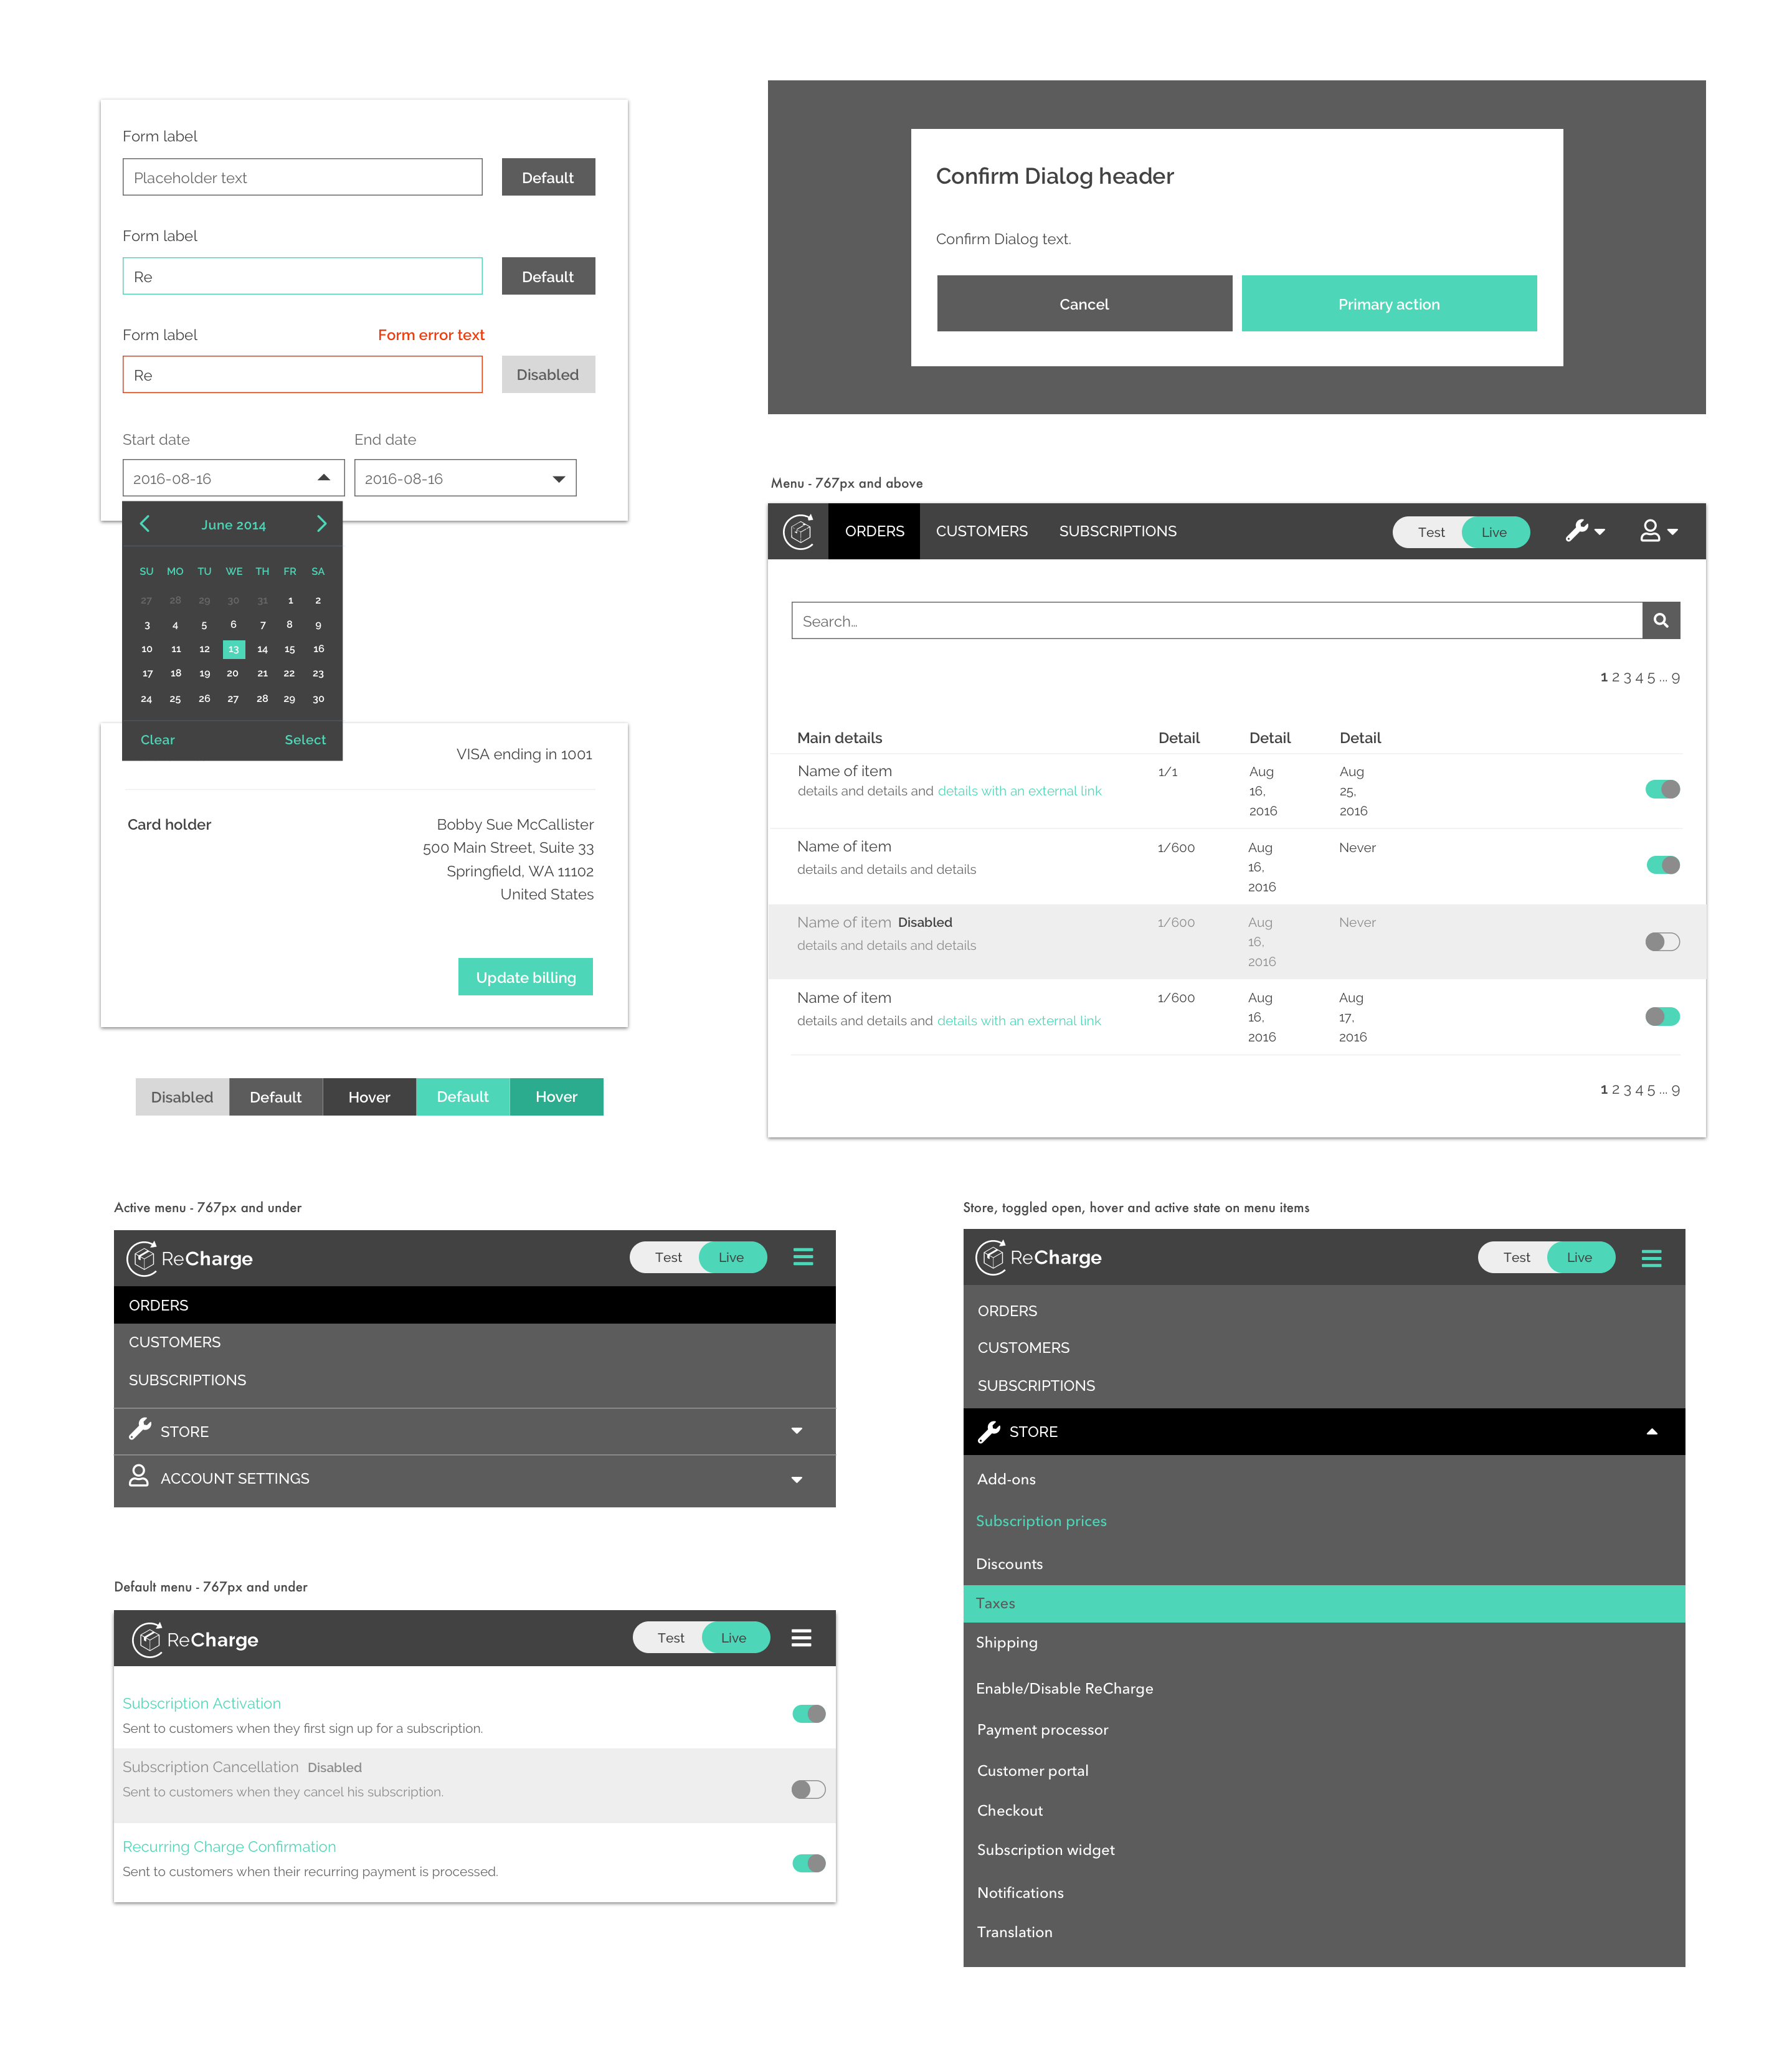 Form label
Placeholder text Default
Form label
Re Default
Form label Form error text
Re Disabled
Start date End date
2016-08-16 2016-08-16
June 2014
SU MO TU WE TH FR SA
27 28 29 30 31 1 2
3 4 5 6 7 8 9
10 11 12 13 14 15 16
17 18 19 20 21 22 23
24 25 26 27 28 29 30
Clear Select
VISA ending in 1001
Card holder Bobby Sue McCallister
500 Main Street, Suite 33
Springfield, WA 11102
United States
Update billing
Disabled Default Hover Default Hover
Confirm Dialog header
Confirm Dialog text.
Cancel Primary action
Menu - 767px and above
ORDERS CUSTOMERS SUBSCRIPTIONS Test Live
Search...
1 2 3 4 5 ... 9
Main details Detail Detail Detail
Name of item 1/1 Aug Aug
details and details and details with an external link 16, 25,
2016 2016
Name of item 1/600 Aug Never
details and details and details 16,
2016
Name of item Disabled 1/600 Aug Never
details and details and details 16,
2016
Name of item 1/600 Aug Aug
details and details and details with an external link 16, 17,
2016 2016
1 2 3 4 5 ... 9
Active menu - 767px and under
ReCharge Test Live
ORDERS
CUSTOMERS
SUBSCRIPTIONS
STORE
ACCOUNT SETTINGS
Default menu - 767px and under
ReCharge Test Live
Subscription Activation
Sent to customers when they first sign up for a subscription.
Subscription Cancellation Disabled
Sent to customers when they cancel his subscription.
Recurring Charge Confirmation
Sent to customers when their recurring payment is processed.
Store, toggled open, hover and active state on menu items
ReCharge Test Live
ORDERS
CUSTOMERS
SUBSCRIPTIONS
STORE
Add-ons
Subscription prices
Discounts
Taxes
Shipping
Enable/Disable ReCharge
Payment processor
Customer portal
Checkout
Subscription widget
Notifications
Translation